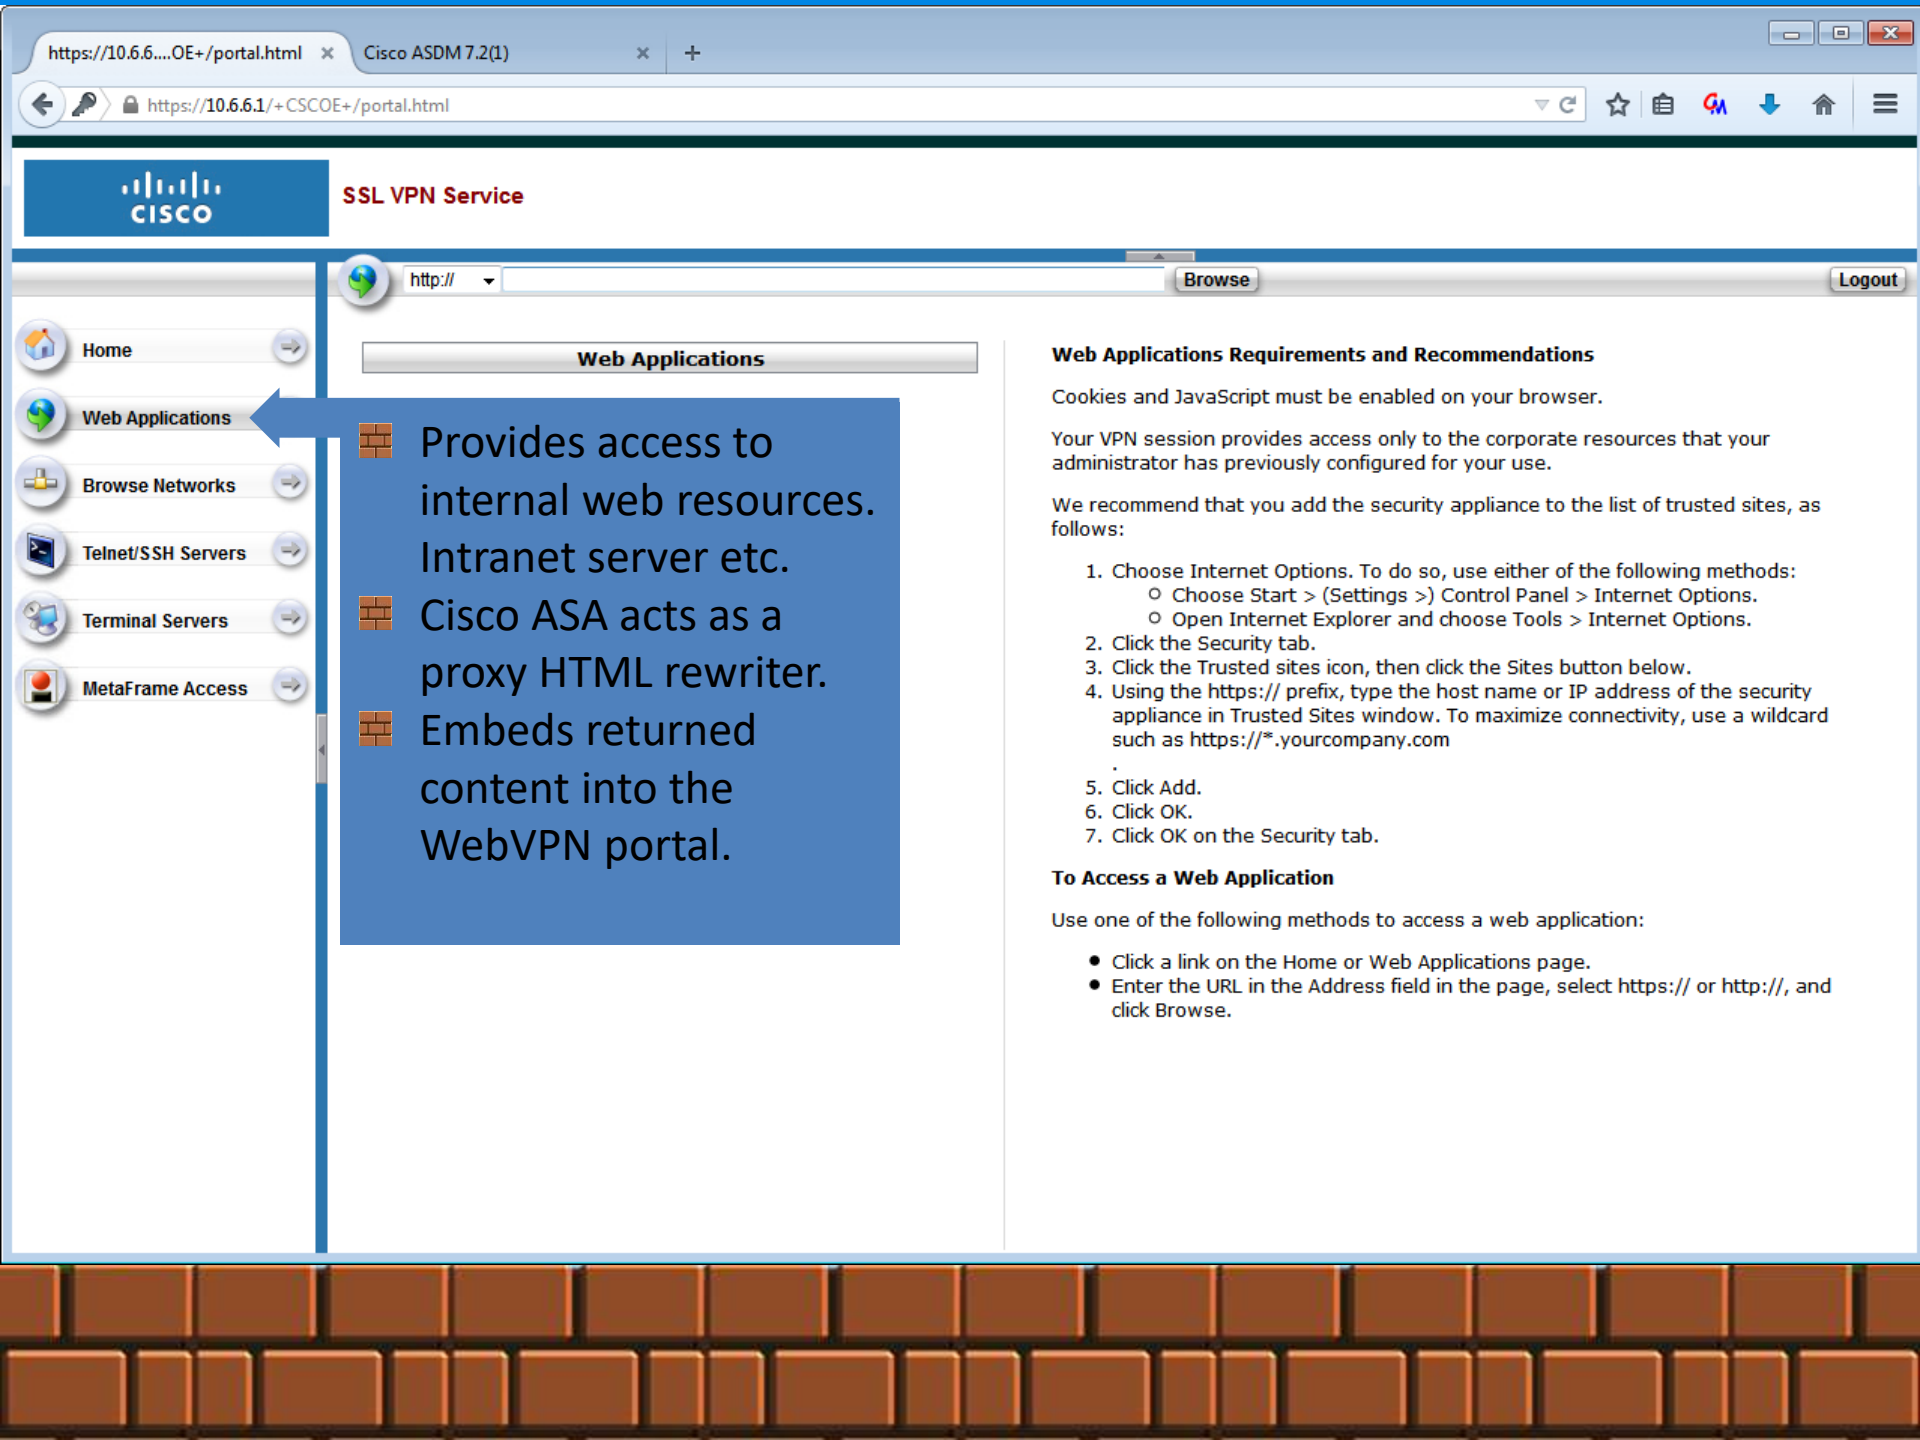 https://10.6.6....OE+/portal.html
Cisco ASDM 7.2(1)
https://10.6.6.1/+CSCOE+/portal.html
CISCO
SSL VPN Service
http://
Browse
Logout
Home
Web Applications
Browse Networks
Telnet/SSH Servers
Terminal Servers
MetaFrame Access
Web Applications
Provides access to
internal web resources.
Intranet server etc.
Cisco ASA acts as a
proxy HTML rewriter.
Embeds returned
content into the
WebVPN portal.
Web Applications Requirements and Recommendations
Cookies and JavaScript must be enabled on your browser.
Your VPN session provides access only to the corporate resources that your
administrator has previously configured for your use.
We recommend that you add the security appliance to the list of trusted sites, as
follows:
1. Choose Internet Options. To do so, use either of the following methods:
Choose Start > (Settings >) Control Panel > Internet Options.
Open Internet Explorer and choose Tools > Internet Options.
2. Click the Security tab.
3. Click the Trusted sites icon, then click the Sites button below.
4. Using the https:// prefix, type the host name or IP address of the security
appliance in Trusted Sites window. To maximize connectivity, use a wildcard
such as https://*.yourcompany.com
.
5. Click Add.
6. Click OK.
7. Click OK on the Security tab.
To Access a Web Application
Use one of the following methods to access a web application:
Click a link on the Home or Web Applications page.
Enter the URL in the Address field in the page, select https:// or http://, and
click Browse.